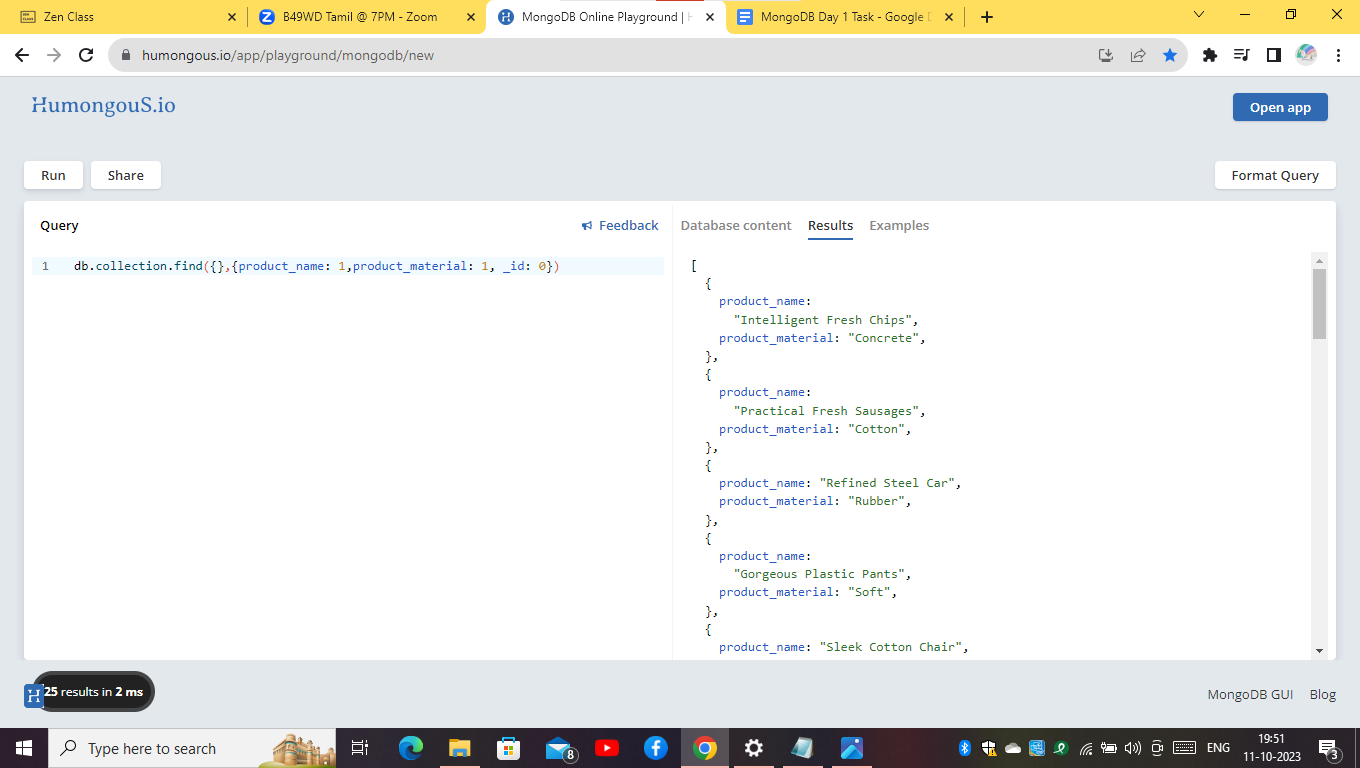 Zen Class
B49WD Tamil @ 7PM - Zoom
MongoDB Online Playground | H
MongoDB Day 1 Task - Google D
humongous.io/app/playground/mongodb/new
HumongouS.io
Open app
Run
Share
Format Query
Query
Feedback
Database content
Results
Examples
1 db.collection.find({},{product_name: 1,product_material: 1, _id: 0})
[
{
product_name:
"Intelligent Fresh Chips",
product_material: "Concrete",
},
{
product_name:
"Practical Fresh Sausages",
product_material: "Cotton",
},
{
product_name: "Refined Steel Car",
product_material: "Rubber",
},
{
product_name:
"Gorgeous Plastic Pants",
product_material: "Soft",
},
{
product_name: "Sleek Cotton Chair",
H 25 results in 2 ms
MongoDB GUI
Blog
Type here to search
8
ENG
19:51
11-10-2023
3